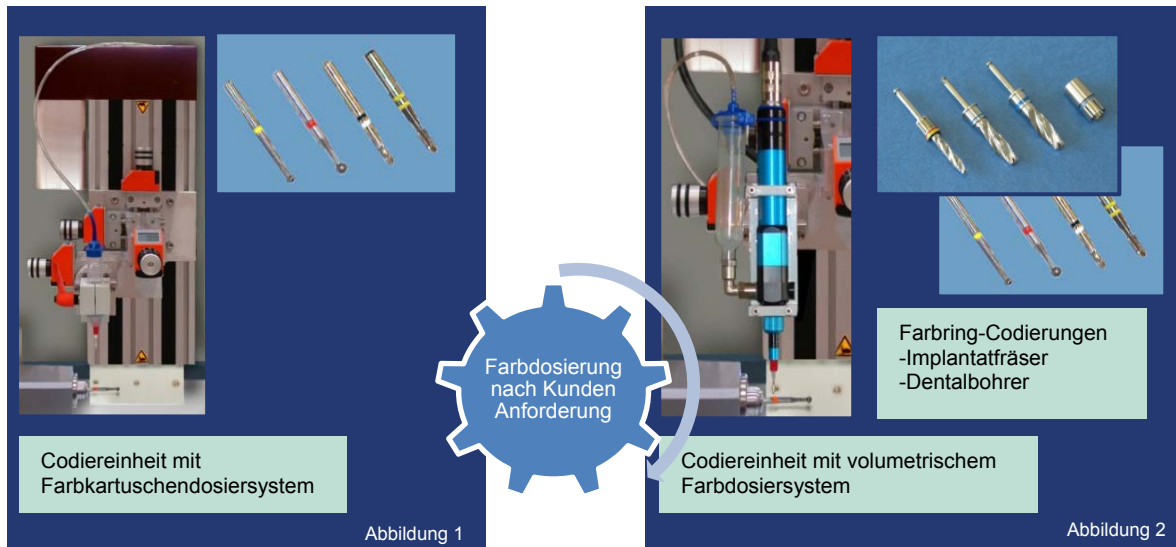 Codiereinheit mit
Farbkartuschendosiersystem
Abbildung 1
Farbdosierung
nach Kunden
Anforderung
Farbring-Codierungen
-Implantatfräser
-Dentalbohrer
Codiereinheit mit volumetrischem
Farbdosiersystem
Abbildung 2